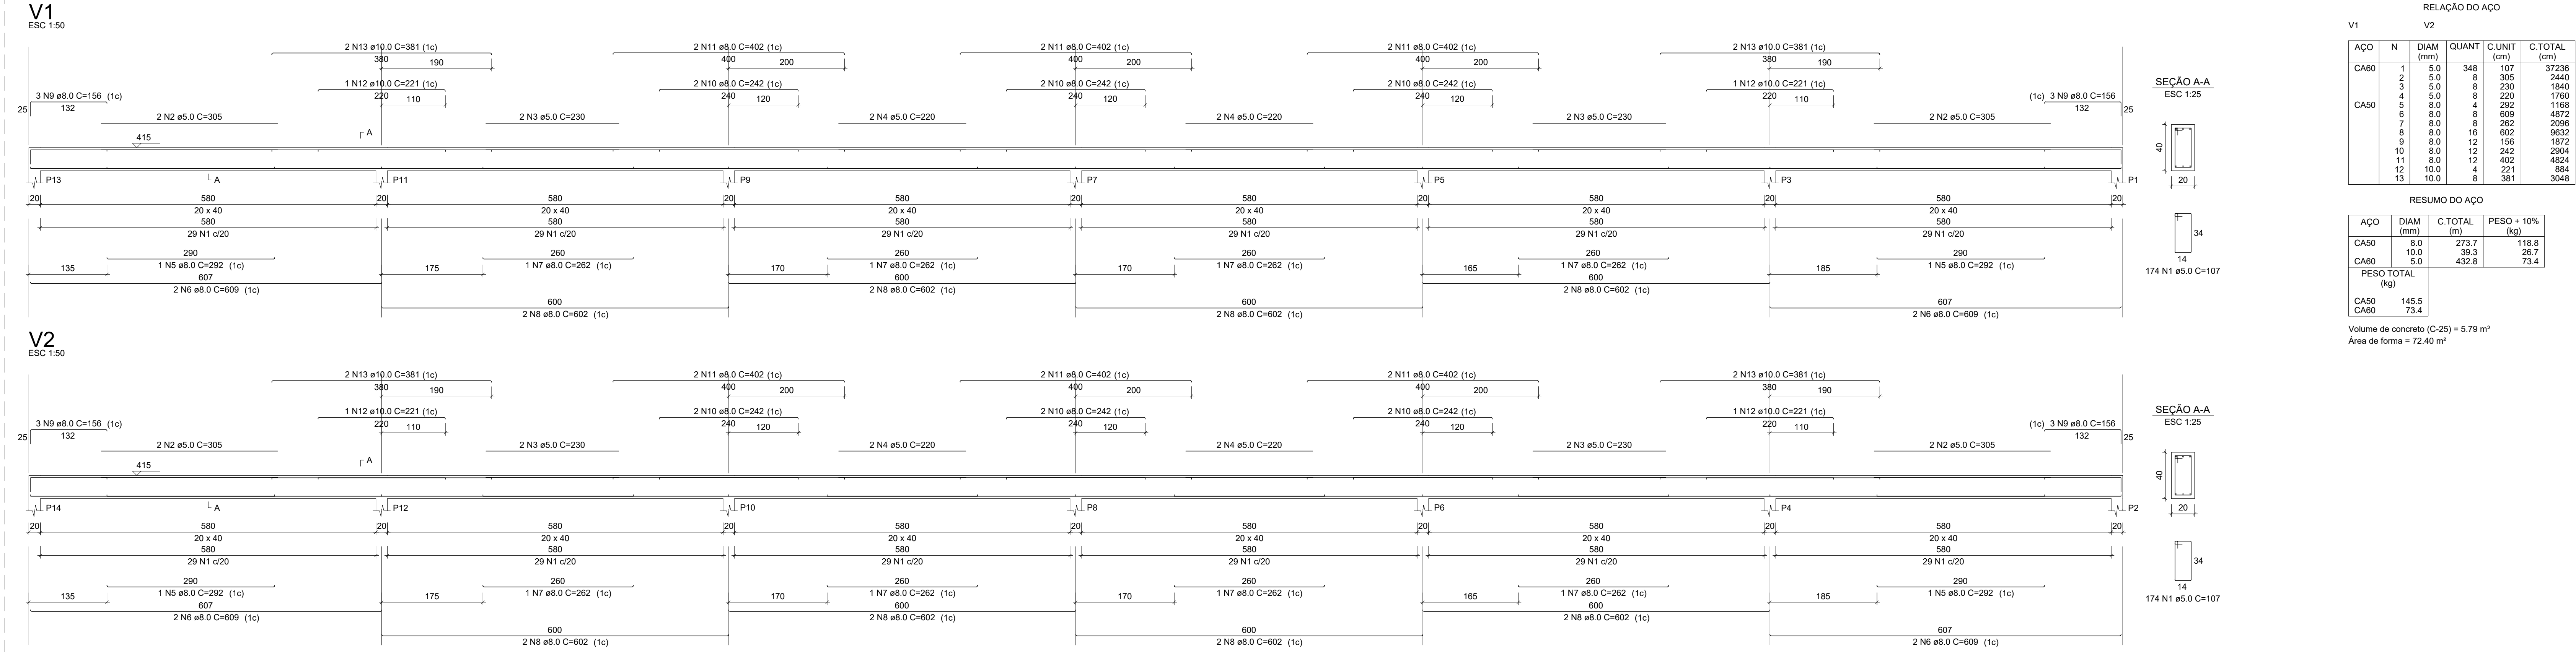 V1
ESC 1:50
2 N13 ø10.0 C=381 (1c)
2 N11 ø8.0 C=402 (1c)
2 N11 ø8.0 C=402 (1c)
2 N11 ø8.0 C=402 (1c)
2 N13 ø10.0 C=381 (1c)
380 190
400 200
400 200
400 200
380 190
1 N12 ø10.0 C=221 (1c)
2 N10 ø8.0 C=242 (1c)
2 N10 ø8.0 C=242 (1c)
2 N10 ø8.0 C=242 (1c)
1 N12 ø10.0 C=221 (1c)
220 110
240 120
240 120
240 120
220 110
25
3 N9 ø8.0 C=156 (1c)
132
(1c) 3 N9 ø8.0 C=156
132
25
2 N2 ø5.0 C=305
2 N3 ø5.0 C=230
2 N4 ø5.0 C=220
2 N4 ø5.0 C=220
2 N3 ø5.0 C=230
2 N2 ø5.0 C=305
415
A
P13 A P11 P9 P7 P5 P3 P1
20 580 20 580 20 580 20 580 20 580 20 580 20
20 x 40 20 x 40 20 x 40 20 x 40 20 x 40 20 x 40
580 580 580 580 580 580
29 N1 c/20 29 N1 c/20 29 N1 c/20 29 N1 c/20 29 N1 c/20 29 N1 c/20
290 260 260 260 260 290
135 1 N5 ø8.0 C=292 (1c)
175 1 N7 ø8.0 C=262 (1c)
170 1 N7 ø8.0 C=262 (1c)
170 1 N7 ø8.0 C=262 (1c)
165 1 N7 ø8.0 C=262 (1c)
185 1 N5 ø8.0 C=292 (1c)
607 600 600
2 N6 ø8.0 C=609 (1c)
2 N8 ø8.0 C=602 (1c)
2 N8 ø8.0 C=602 (1c)
600 600 607
2 N8 ø8.0 C=602 (1c)
2 N8 ø8.0 C=602 (1c)
2 N6 ø8.0 C=609 (1c)
SEÇÃO A-A
ESC 1:25
40
20
34
14
174 N1 ø5.0 C=107
V2
ESC 1:50
2 N13 ø10.0 C=381 (1c)
2 N11 ø8.0 C=402 (1c)
2 N11 ø8.0 C=402 (1c)
2 N11 ø8.0 C=402 (1c)
2 N13 ø10.0 C=381 (1c)
380 190
400 200
400 200
400 200
380 190
1 N12 ø10.0 C=221 (1c)
2 N10 ø8.0 C=242 (1c)
2 N10 ø8.0 C=242 (1c)
2 N10 ø8.0 C=242 (1c)
1 N12 ø10.0 C=221 (1c)
220 110
240 120
240 120
240 120
220 110
25
3 N9 ø8.0 C=156 (1c)
132
(1c) 3 N9 ø8.0 C=156
132
25
2 N2 ø5.0 C=305
2 N3 ø5.0 C=230
2 N4 ø5.0 C=220
2 N4 ø5.0 C=220
2 N3 ø5.0 C=230
2 N2 ø5.0 C=305
415
A
P14 A P12 P10 P8 P6 P4 P2
20 580 20 580 20 580 20 580 20 580 20 580 20
20 x 40 20 x 40 20 x 40 20 x 40 20 x 40 20 x 40
580 580 580 580 580 580
29 N1 c/20 29 N1 c/20 29 N1 c/20 29 N1 c/20 29 N1 c/20 29 N1 c/20
290 260 260 260 260 290
135 1 N5 ø8.0 C=292 (1c)
175 1 N7 ø8.0 C=262 (1c)
170 1 N7 ø8.0 C=262 (1c)
170 1 N7 ø8.0 C=262 (1c)
165 1 N7 ø8.0 C=262 (1c)
185 1 N5 ø8.0 C=292 (1c)
607 600 600
2 N6 ø8.0 C=609 (1c)
2 N8 ø8.0 C=602 (1c)
2 N8 ø8.0 C=602 (1c)
600 600 607
2 N8 ø8.0 C=602 (1c)
2 N8 ø8.0 C=602 (1c)
2 N6 ø8.0 C=609 (1c)
SEÇÃO A-A
ESC 1:25
40
20
34
14
174 N1 ø5.0 C=107
RELAÇÃO DO AÇO
V1 V2
AÇO N DIAM QUANT C.UNIT C.TOTAL
(mm) (cm) (cm)
CA60 1 5.0 348 107 37236
2 5.0 8 305 2440
3 5.0 8 230 1840
4 5.0 8 220 1760
CA50 5 8.0 4 292 1168
6 8.0 8 609 4872
7 8.0 8 262 2096
8 8.0 16 602 9632
9 8.0 12 156 1872
10 8.0 12 242 2904
11 8.0 12 402 4824
12 10.0 4 221 884
13 10.0 8 381 3048
RESUMO DO AÇO
AÇO DIAM C.TOTAL PESO + 10%
(mm) (m) (kg)
CA50 8.0 273.7 118.8
10.0 39.3 26.7
CA60 5.0 432.8 73.4
PESO TOTAL
(kg)
CA50 145.5
CA60 73.4
Volume de concreto (C-25) = 5.79 m³
Área de forma = 72.40 m²